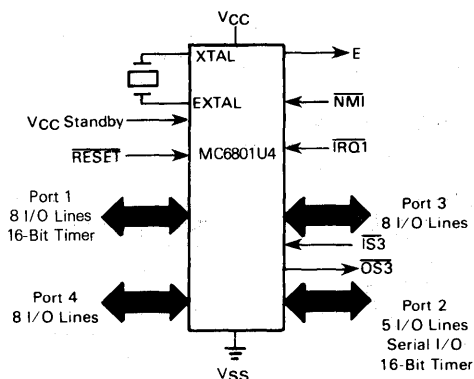 VCC
XTAL
E
EXTAL
NMI
VCC Standby
RESET
MC6801U4
IRQ1
Port 1
8 I/O Lines
16-Bit Timer
Port 3
8 I/O Lines
IS3
OS3
Port 4
8 I/O Lines
Port 2
5 I/O Lines
Serial I/O
16-Bit Timer
VSS